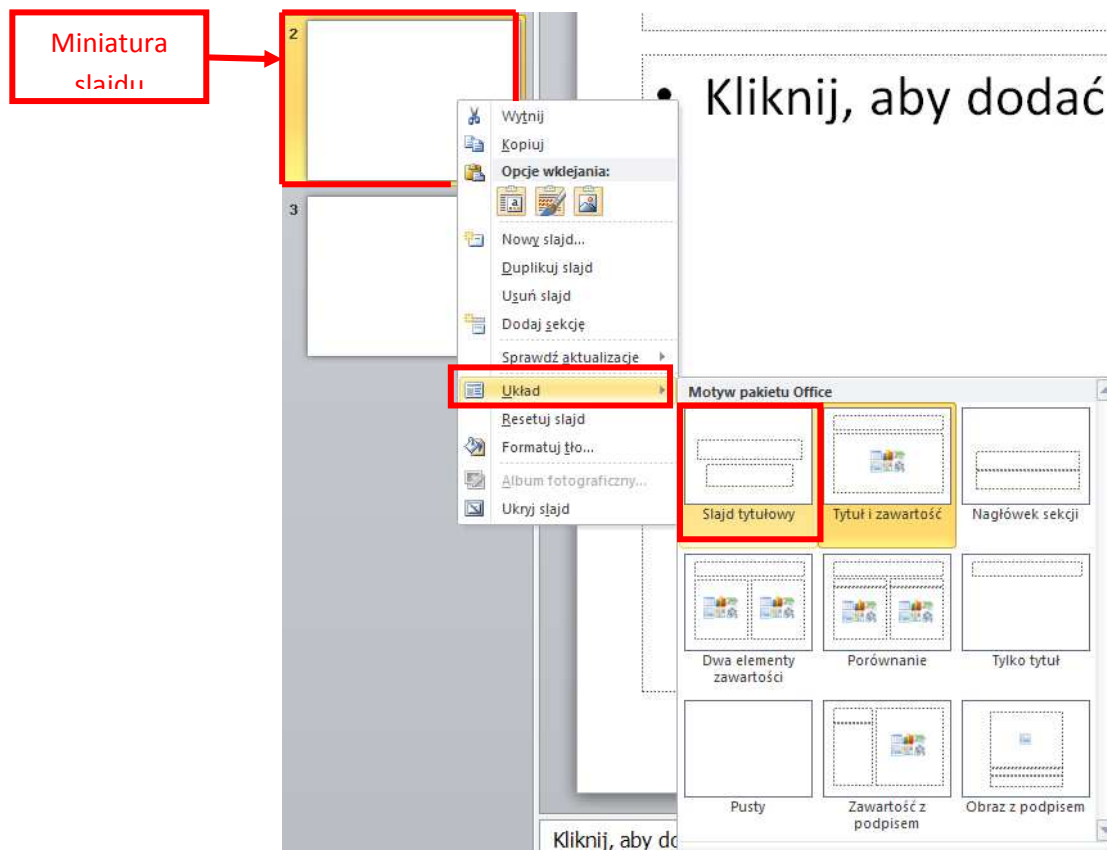 Miniatura
slajdu
2
3
• Kliknij, aby dodać
Wytnij
Kopiuj
Opcje wklejania:
Nowy slajd...
Duplikuj slajd
Usuń slajd
Dodaj sekcję
Sprawdź aktualizacje
Układ
Resetuj slajd
Formatuj tło...
Album fotograficzny...
Ukryj slajd
Motyw pakietu Office
Slajd tytułowy
Tytuł i zawartość
Nagłówek sekcji
Dwa elementy
zawartości
Porównanie
Tylko tytuł
Pusty
Zawartość z
podpisem
Obraz z podpisem
Kliknij, aby do